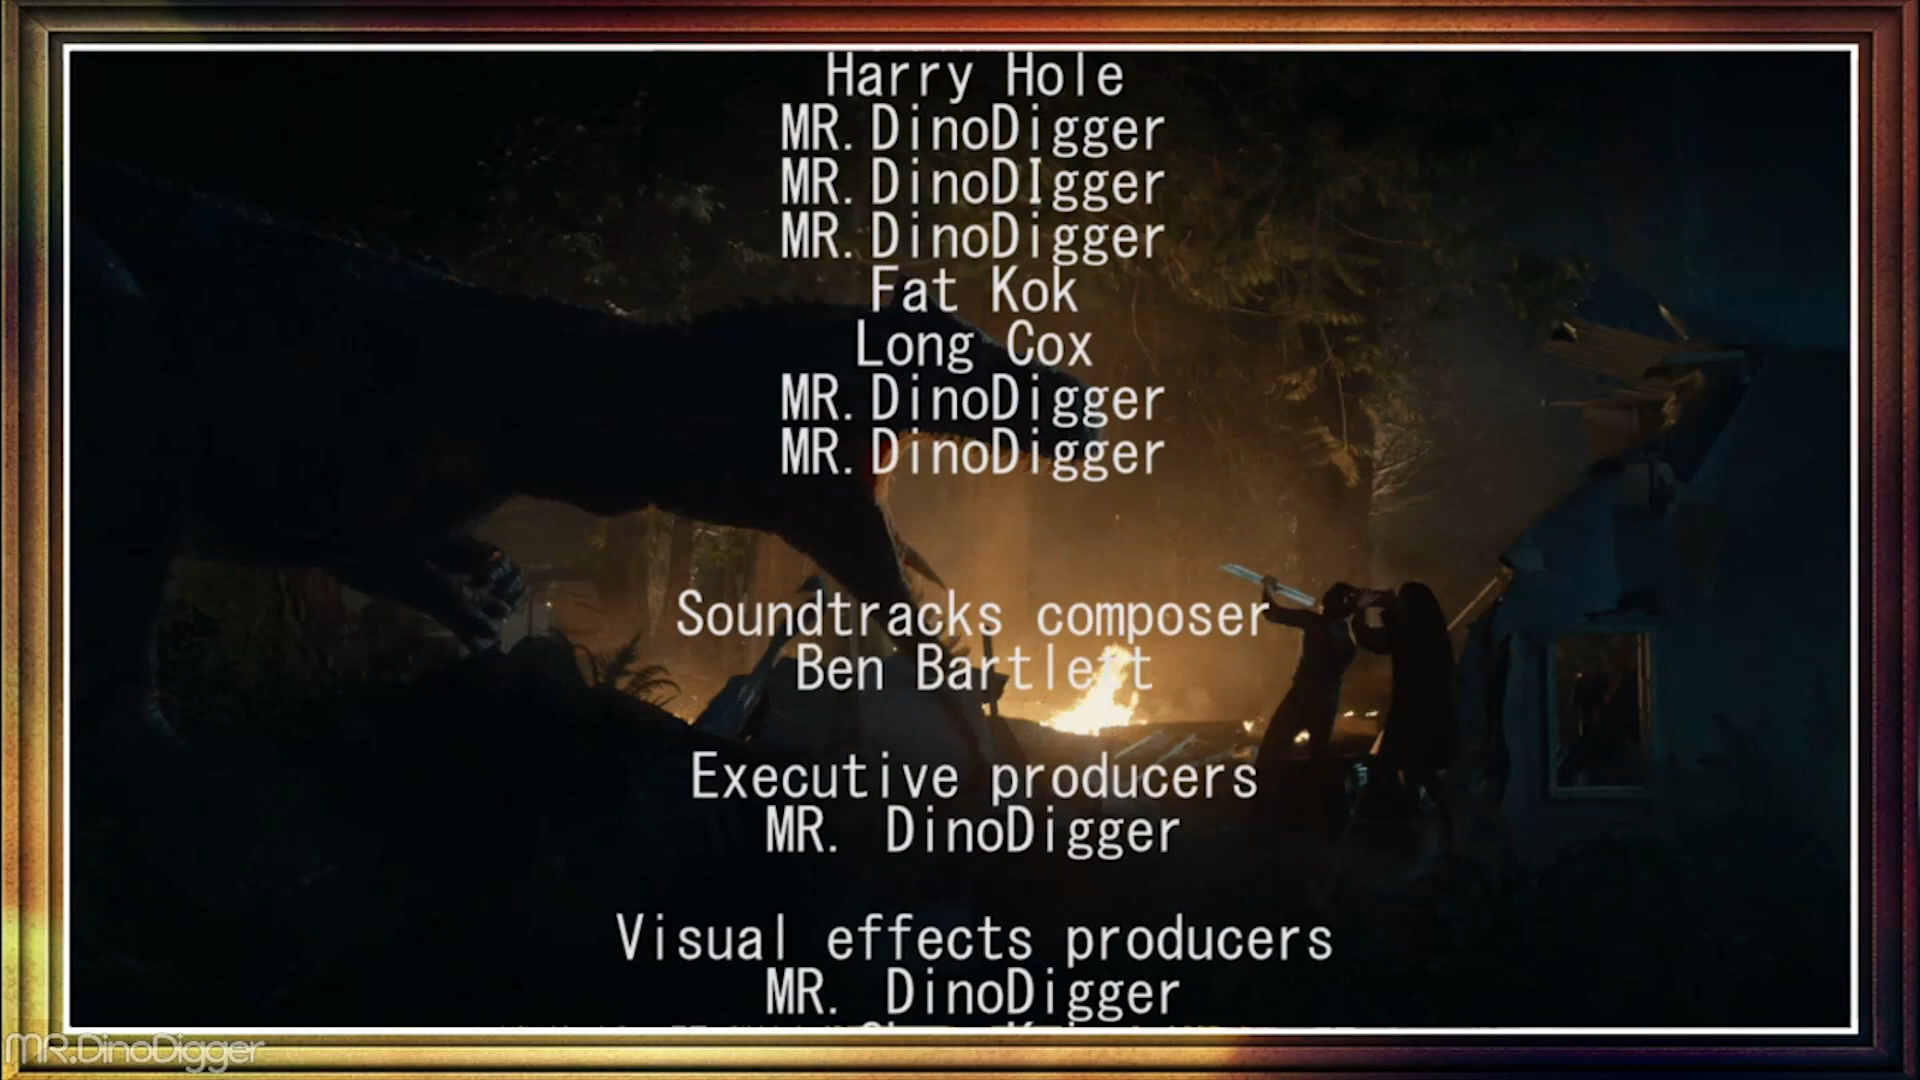 Harry Hole
MR.DinoDigger
MR.DinoDIgger
MR.DinoDigger
Fat Kok
Long Cox
MR.DinoDigger
MR.DinoDigger
Soundtracks composer
Ben Bartlett
Executive producers
MR. DinoDigger
Visual effects producers
MR. DinoDigger
MR.DinoDigger